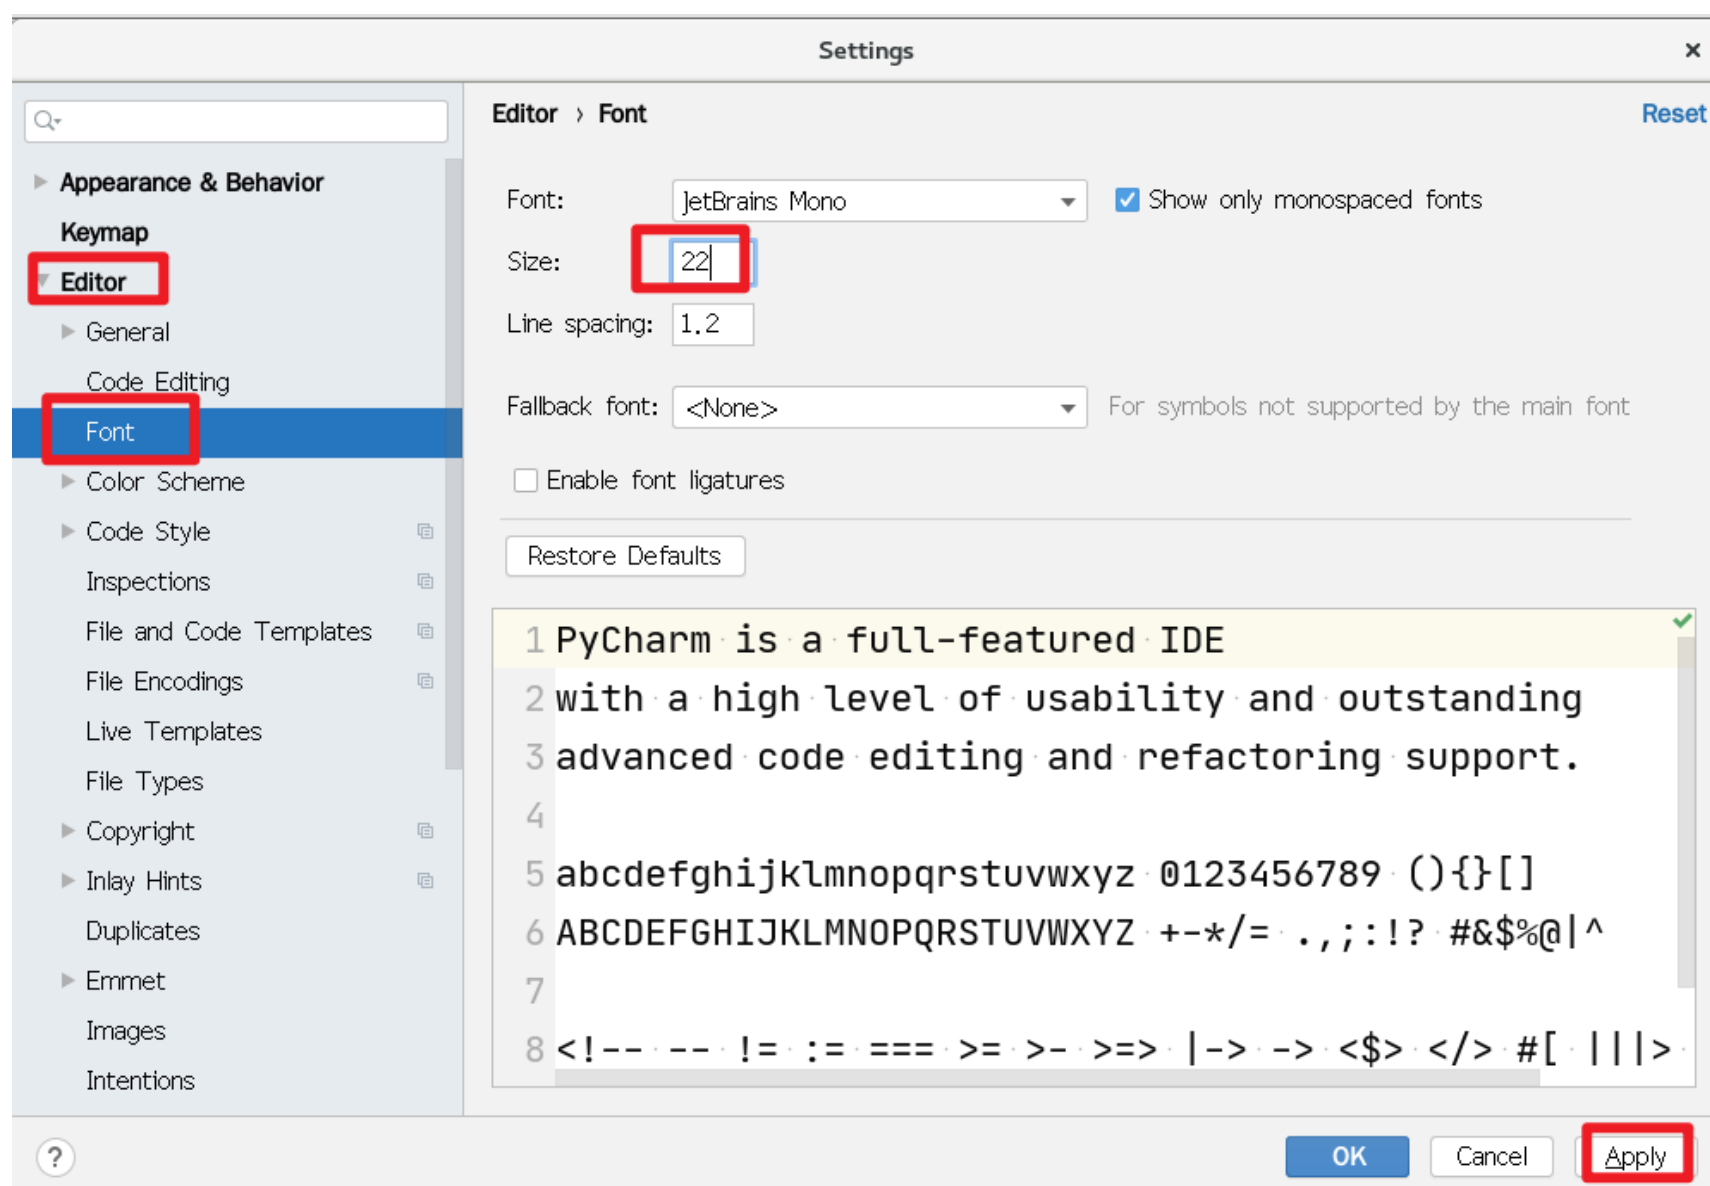 Settings
Editor › Font
Reset
Appearance & Behavior
Keymap
Editor
General
Code Editing
Font
Color Scheme
Code Style
Inspections
File and Code Templates
File Encodings
Live Templates
File Types
Copyright
Inlay Hints
Duplicates
Emmet
Images
Intentions
Font: JetBrains Mono Show only monospaced fonts
Size: 22
Line spacing: 1.2
Fallback font: <None> For symbols not supported by the main font
Enable font ligatures
Restore Defaults
1 PyCharm is a full-featured IDE
2 with a high level of usability and outstanding
3 advanced code editing and refactoring support.
4
5 abcdefghijklmnopqrstuvwxyz 0123456789 (){}[]
6 ABCDEFGHIJKLMNOPQRSTUVWXYZ +-*/= .,;:!? #&$%@|^
7
8 <!-- -- != := === >= >- >=> |-> -> <$> </> #[ |||>
? OK Cancel Apply